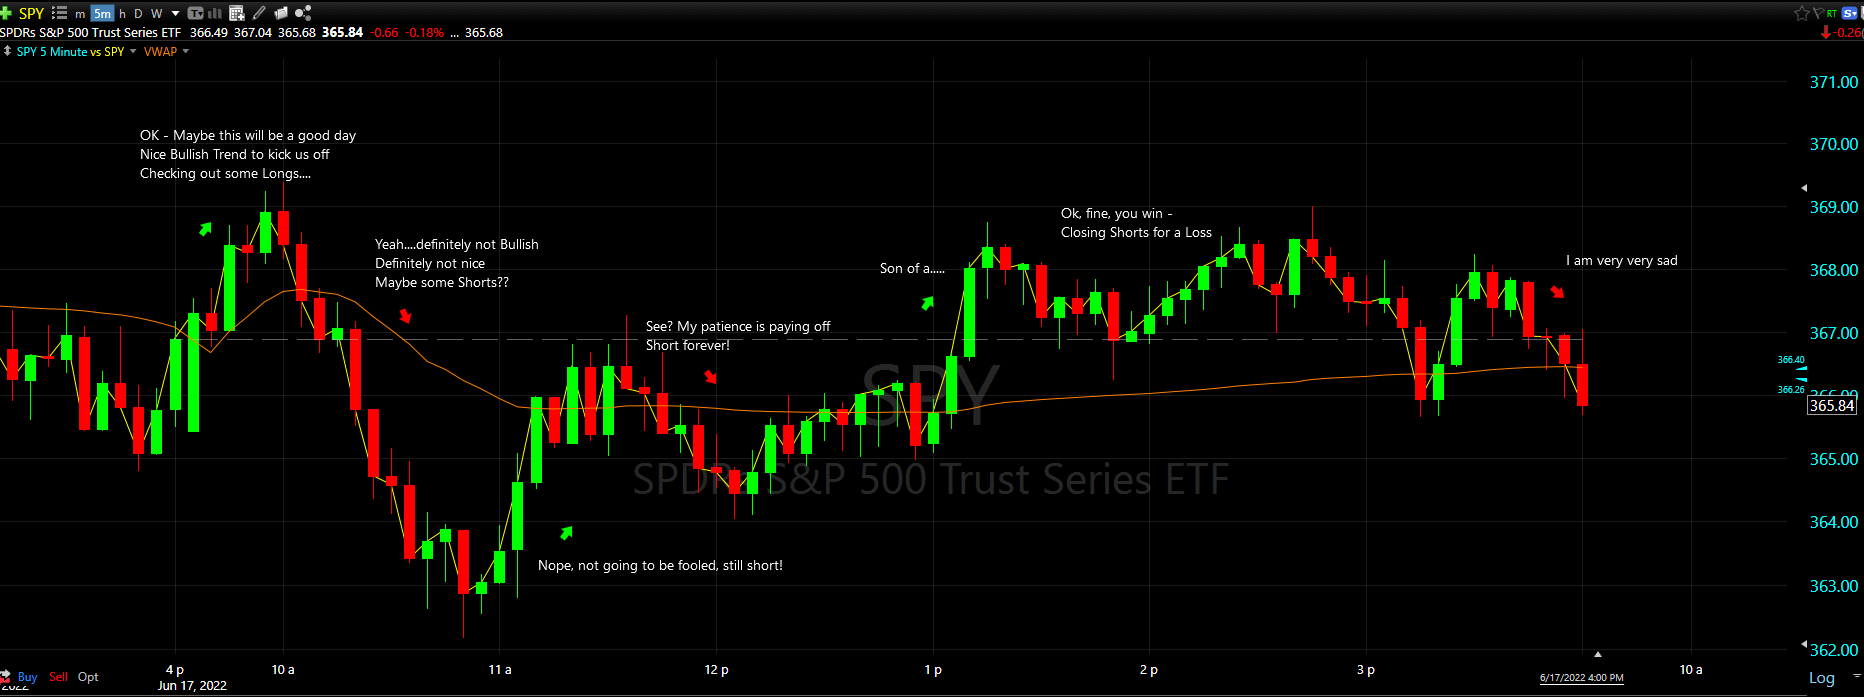 SPY m 5m h D W
RT
SPDRs S&P 500 Trust Series ETF 366.49 367.04 365.68 365.84 -0.66 -0.18% ... 365.68
-0.26
SPY 5 Minute vs SPY VWAP
371.00
OK - Maybe this will be a good day
Nice Bullish Trend to kick us off
Checking out some Longs....
370.00
369.00
Ok, fine, you win -
Closing Shorts for a Loss
Yeah....definitely not Bullish
Definitely not nice
Maybe some Shorts??
Son of a.....
I am very very sad
368.00
See? My patience is paying off
Short forever!
367.00
366.40
366.26
366.00
365.84
SPY
SPDRs S&P 500 Trust Series ETF
365.00
364.00
Nope, not going to be fooled, still short!
363.00
362.00
4 p 10 a 11 a 12 p 1 p 2 p 3 p 10 a
Buy Sell Opt
6/17/2022 4:00 PM
Log
2022 Jun 17, 2022